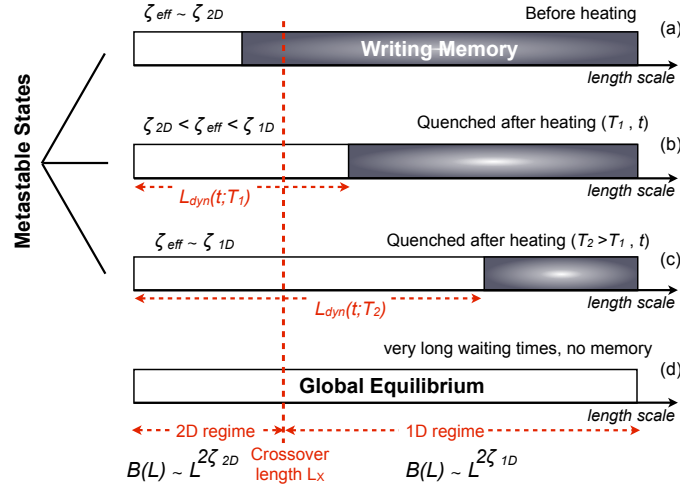 Metastable States
ζ eff ~ ζ 2D
Before heating
(a)
Writing Memory
length scale
ζ 2D < ζ eff < ζ 1D
Quenched after heating (T1 , t)
(b)
Ldyn(t;T1)
length scale
ζ eff ~ ζ 1D
Quenched after heating (T2 >T1 , t)
(c)
Ldyn(t;T2)
length scale
very long waiting times, no memory
(d)
Global Equilibrium
length scale
2D regime
1D regime
Crossover
length LX
B(L) ~ L^2ζ 2D
B(L) ~ L^2ζ 1D